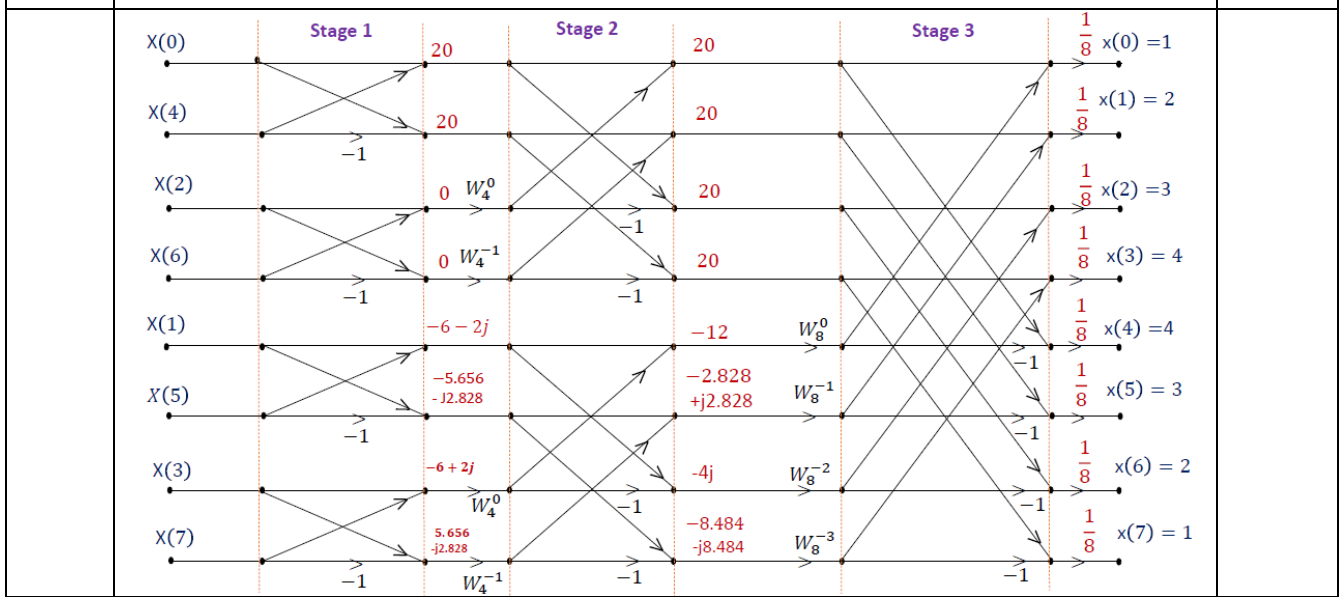 Stage 1 Stage 2 Stage 3
X(0) 20 20 1/8 x(0) =1
X(4) 20 −1 20 1/8 x(1) = 2
X(2) 0 W_4^0 −1 20 1/8 x(2) =3
X(6) −1 0 W_4^{-1} −1 20 1/8 x(3) = 4
X(1) −6 − 2j −12 W_8^0 −1 1/8 x(4) =4
X(5) −1 −5.656 - J2.828 −2.828 +j2.828 W_8^{-1} −1 1/8 x(5) = 3
X(3) −6 + 2j W_4^0 −1 -4j W_8^{-2} −1 1/8 x(6) = 2
X(7) −1 5.656 -j2.828 W_4^{-1} −1 −8.484 -j8.484 W_8^{-3} −1 1/8 x(7) = 1